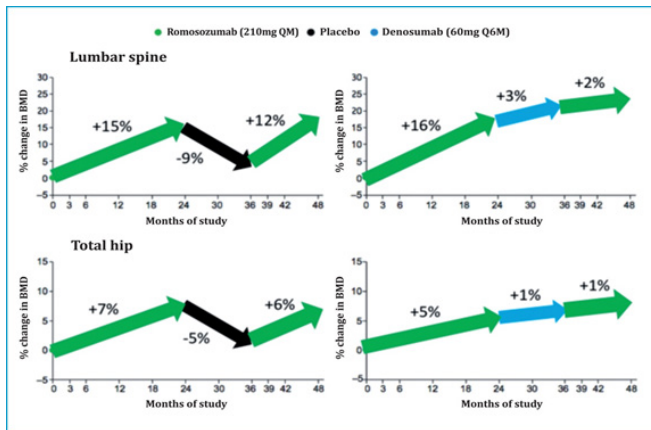 Romosozumab (210mg QM) Placebo Denosumab (60mg Q6M)
Lumbar spine
% change in BMD
30
25
20
15
10
5
0
−5
+15%
-9%
+12%
0 3 6 12 18 24 30 36 39 42 48
Months of study
% change in BMD
30
25
20
15
10
5
0
−5
+16%
+3%
+2%
0 3 6 12 18 24 30 36 39 42 48
Months of study
Total hip
% change in BMD
15
10
5
0
−5
+7%
-5%
+6%
0 3 6 12 18 24 30 36 39 42 48
Months of study
% change in BMD
15
10
5
0
−5
+5%
+1%
+1%
0 3 6 12 18 24 30 36 39 42 48
Months of study